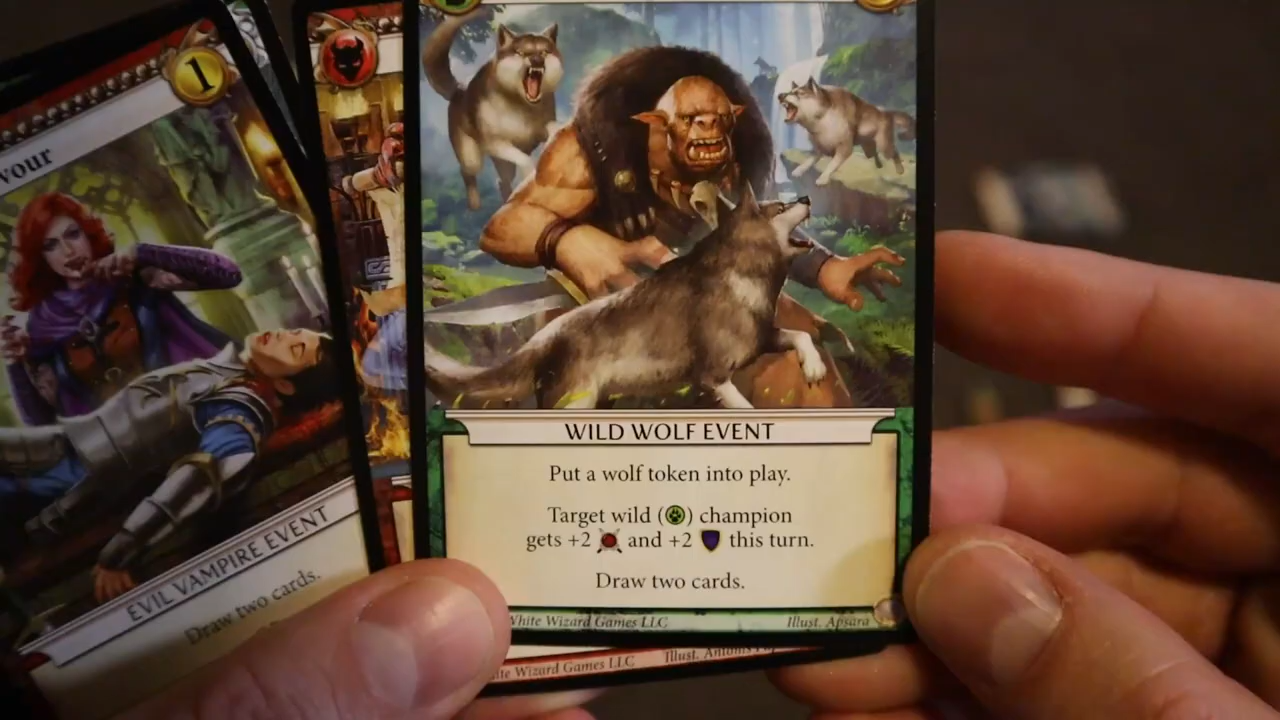 1
vour
EVIL VAMPIRE EVENT
Draw two cards.
WILD WOLF EVENT
Put a wolf token into play.
Target wild ( ) champion
gets +2 and +2 this turn.
Draw two cards.
White Wizard Games LLC Illust. Apsara
ite Wizard Games LLC Illust.